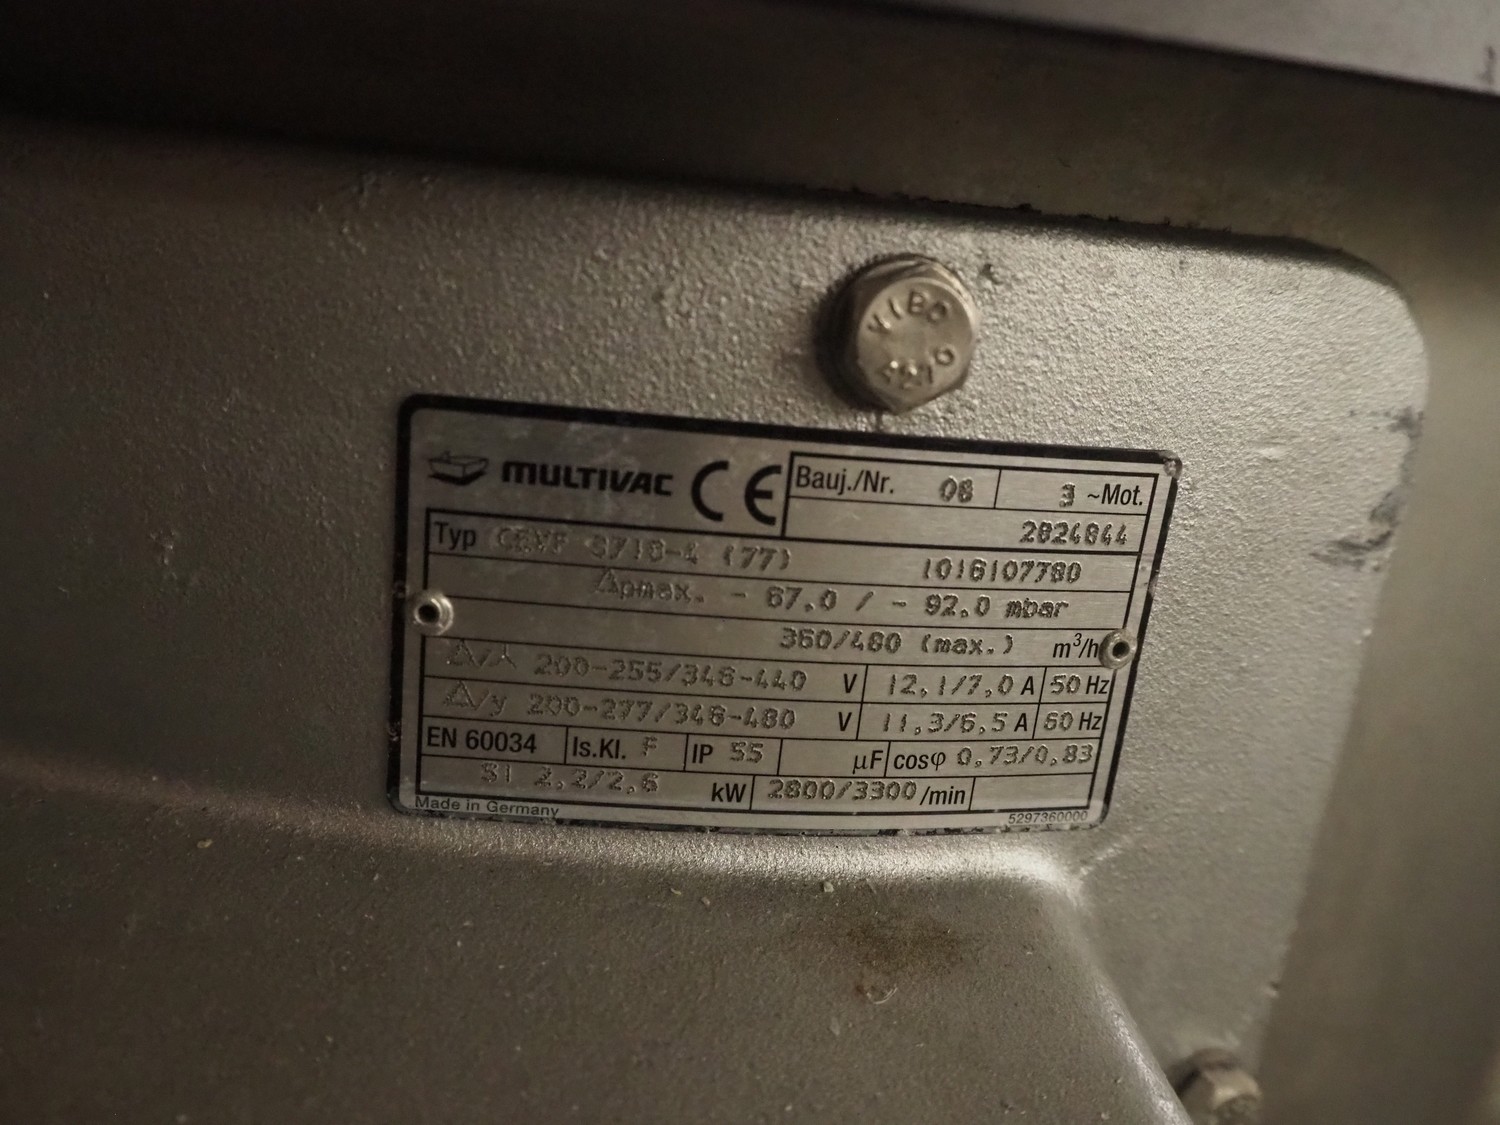 MULTIVAC CE Bauj./Nr. 08 3 ~Mot.
2824844
Typ (77) 1016107780
Δpmax. - 67.0 / - 92.0 mbar
360/480 (max.) m³/h
200-255/346-440 V 12,1/7,0 A 50 Hz
Δ/y 200-277/346-480 V 11,3/6,5 A 60 Hz
EN 60034 Is.Kl. F IP 55 µF cosφ 0,73/0,83
S1 2,2/2,6 kW 2800/3300 /min
Made in Germany 5297360000